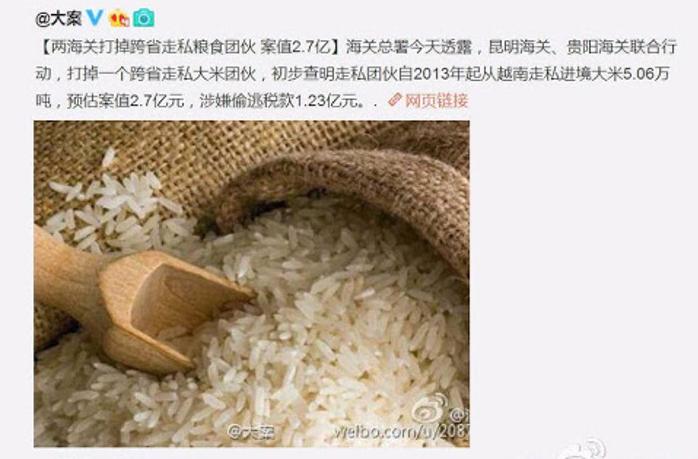 @大案
【两海关打掉跨省走私粮食团伙 案值2.7亿】海关总署今天透露，昆明海关、贵阳海关联合行
动，打掉一个跨省走私大米团伙，初步查明走私团伙自2013年起从越南走私进境大米5.06万
吨，预估案值2.7亿元，涉嫌偷逃税款1.23亿元。. 网页链接
@大案
weibo.com/u/2087